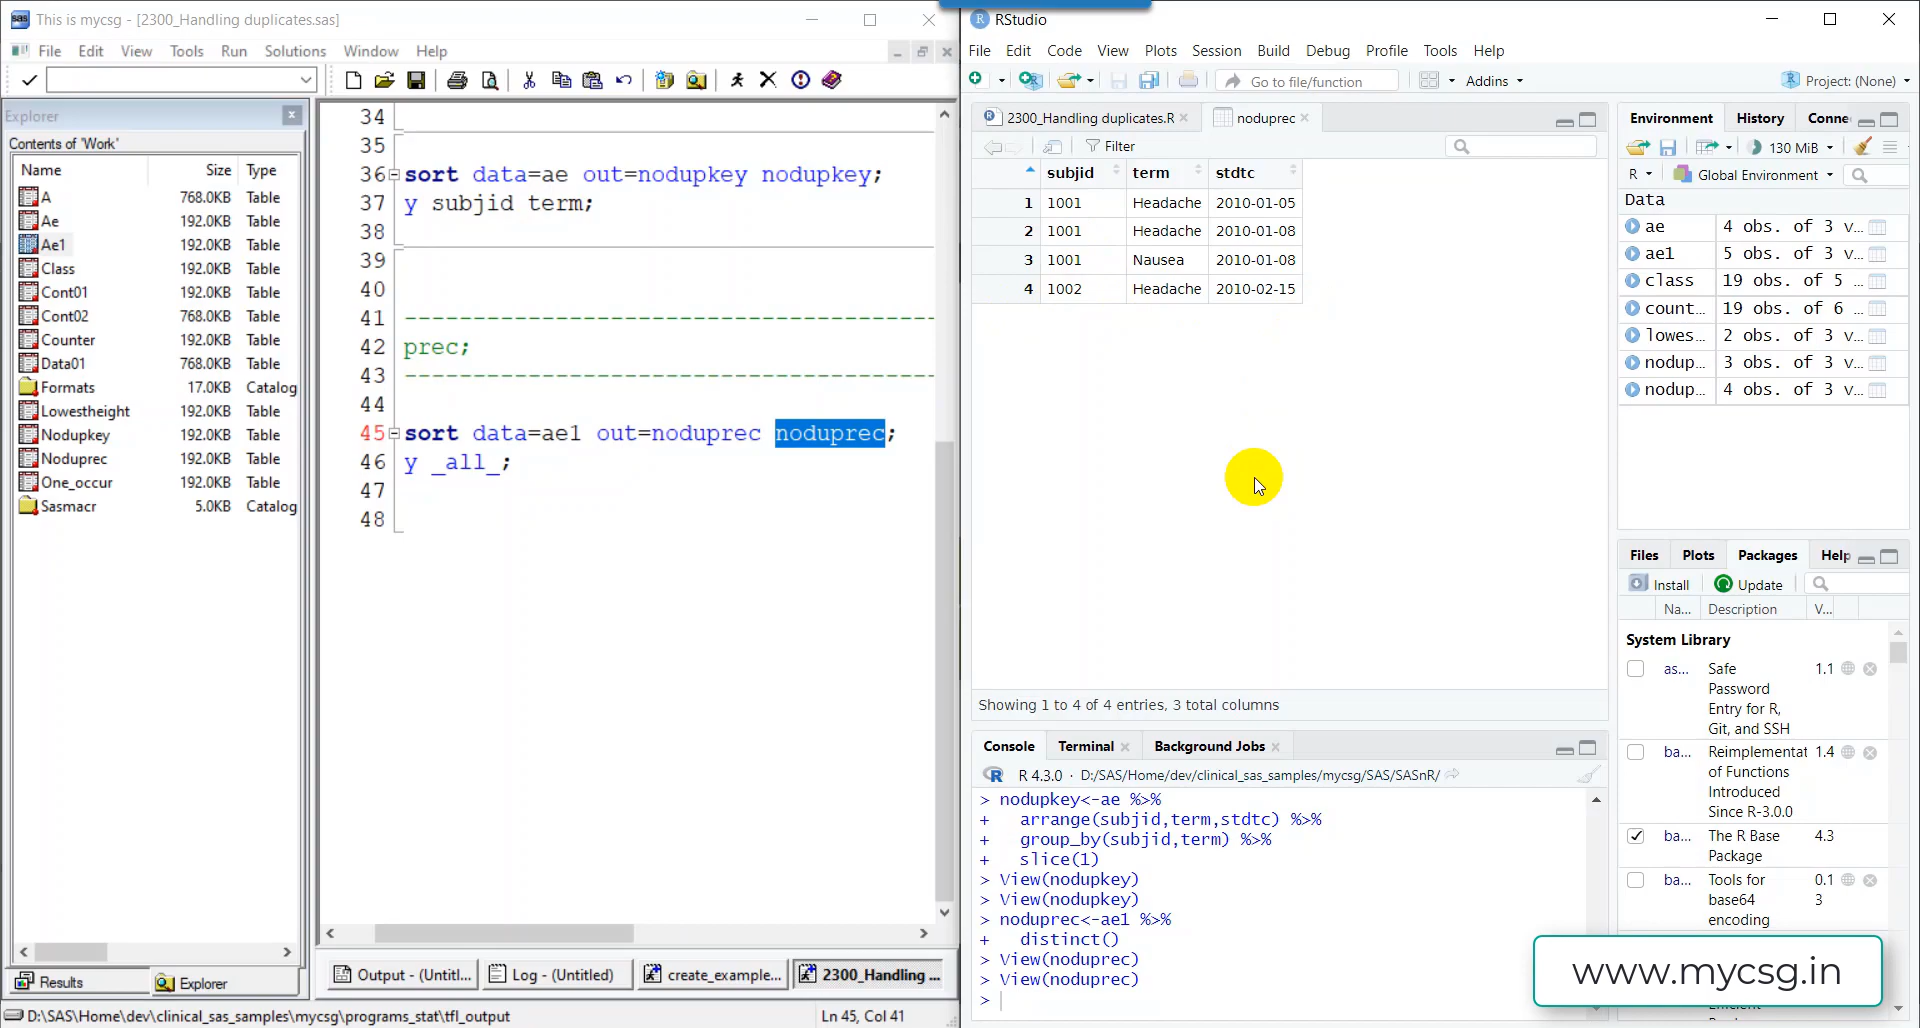 This is mycsg - [2300_Handling duplicates.sas]
File Edit View Tools Run Solutions Window Help
Explorer
Contents of 'Work'
Name Size Type
A 768.0KB Table
Ae 192.0KB Table
Ae1 192.0KB Table
Class 192.0KB Table
Cont01 192.0KB Table
Cont02 768.0KB Table
Counter 192.0KB Table
Data01 768.0KB Table
Formats 17.0KB Catalog
Lowestheight 192.0KB Table
Nodupkey 192.0KB Table
Noduprec 192.0KB Table
One_occur 192.0KB Table
Sasmacr 5.0KB Catalog
Results Explorer
34
35
36 sort data=ae out=nodupkey nodupkey;
37 y subjid term;
38
39
40
41 ---------------------------------------
42 prec;
43 ---------------------------------------
44
45 sort data=ae1 out=noduprec noduprec;
46 y _all_;
47
48
Output - (Untitl... Log - (Untitled) create_example... 2300_Handling ...
D:\SAS\Home\dev\clinical_sas_samples\mycsg\programs_stat\tfl_output Ln 45, Col 41
RStudio
File Edit Code View Plots Session Build Debug Profile Tools Help
Go to file/function Addins Project: (None)
2300_Handling duplicates.R noduprec
Filter
subjid term stdtc
1 1001 Headache 2010-01-05
2 1001 Headache 2010-01-08
3 1001 Nausea 2010-01-08
4 1002 Headache 2010-02-15
Showing 1 to 4 of 4 entries, 3 total columns
Console Terminal Background Jobs
R 4.3.0 · D:/SAS/Home/dev/clinical_sas_samples/mycsg/SAS/SASnR/
> nodupkey<-ae %>%
+ arrange(subjid,term,stdtc) %>%
+ group_by(subjid,term) %>%
+ slice(1)
> View(nodupkey)
> View(nodupkey)
> noduprec<-ae1 %>%
+ distinct()
> View(noduprec)
> View(noduprec)
>
Environment History Conne
130 MiB
R Global Environment
Data
ae 4 obs. of 3 v...
ae1 5 obs. of 3 v...
class 19 obs. of 5 ...
count... 19 obs. of 6 ...
lowes... 2 obs. of 3 v...
nodup... 3 obs. of 3 v...
nodup... 4 obs. of 3 v...
Files Plots Packages Help
Install Update
Na... Description V...
System Library
as... Safe 1.1
Password
Entry for R,
Git, and SSH
ba... Reimplementat 1.4
of Functions
Introduced
Since R-3.0.0
ba... The R Base 4.3
Package
ba... Tools for 0.1
base64 3
encoding
www.mycsg.in